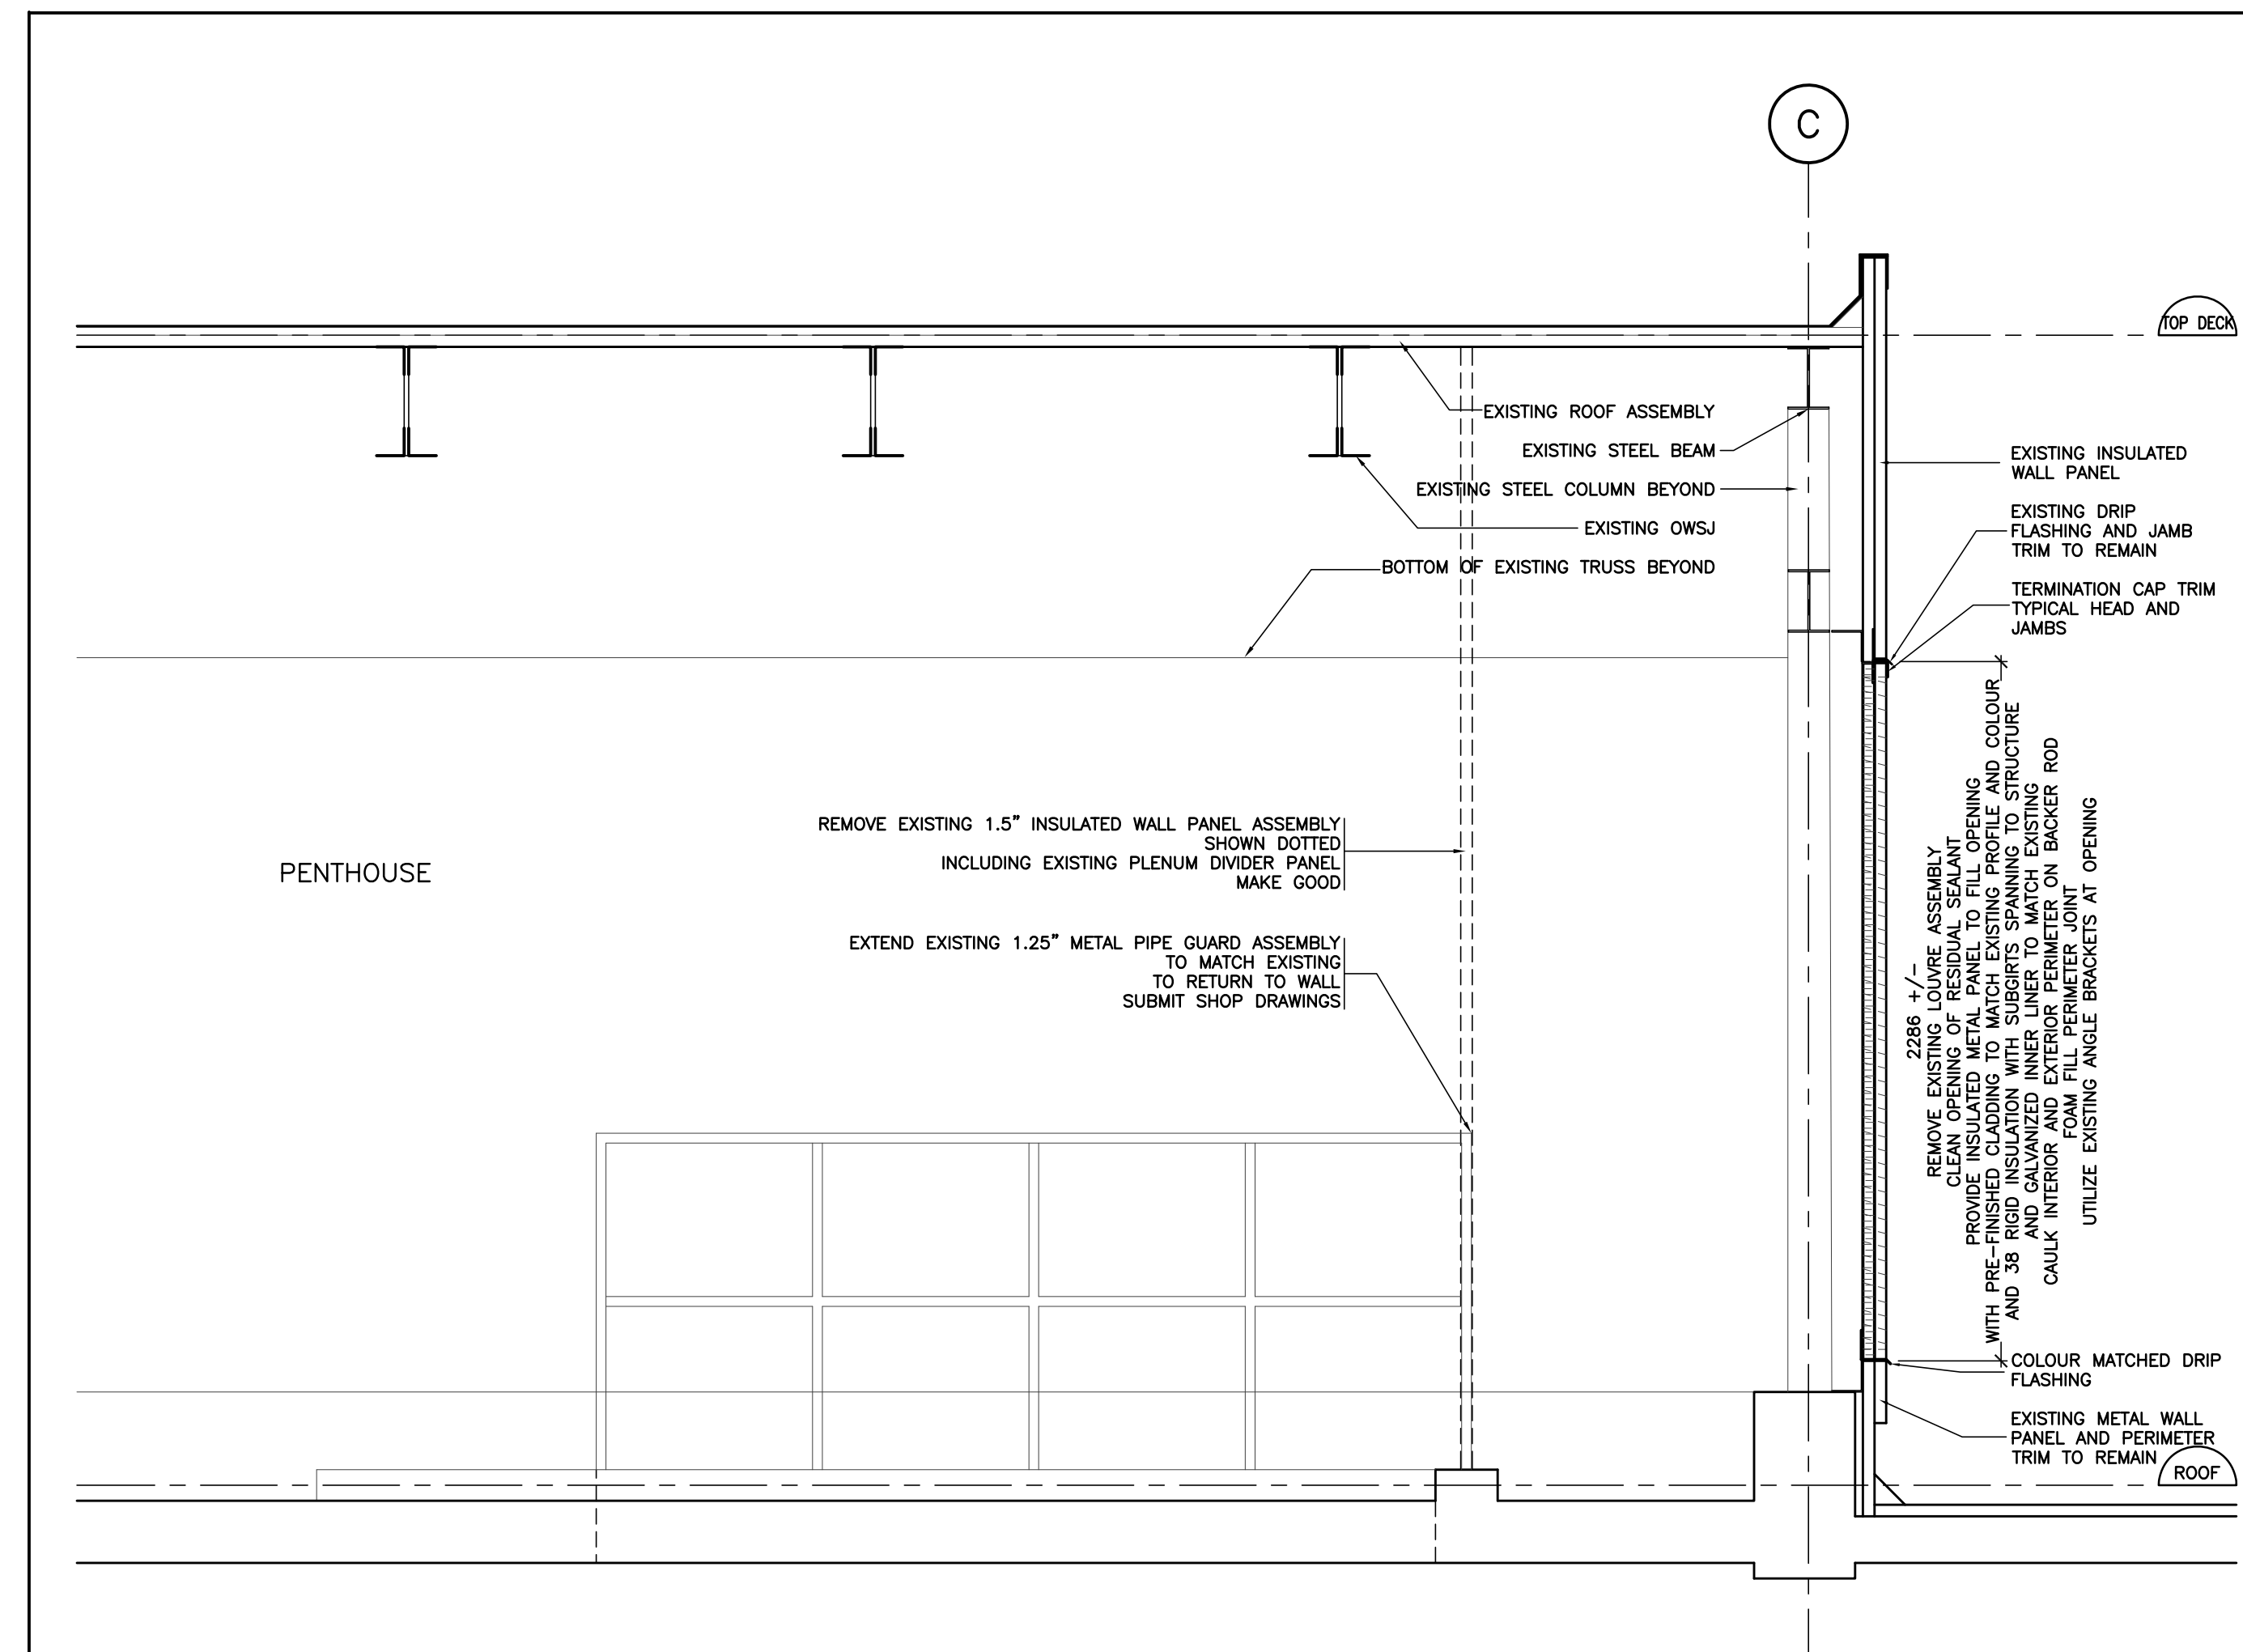 C
TOP DECK
EXISTING ROOF ASSEMBLY
EXISTING STEEL BEAM
EXISTING STEEL COLUMN BEYOND
EXISTING OWSJ
BOTTOM OF EXISTING TRUSS BEYOND
EXISTING INSULATED
WALL PANEL
EXISTING DRIP
FLASHING AND JAMB
TRIM TO REMAIN
TERMINATION CAP TRIM
TYPICAL HEAD AND
JAMBS
REMOVE EXISTING 1.5" INSULATED WALL PANEL ASSEMBLY
SHOWN DOTTED
INCLUDING EXISTING PLENUM DIVIDER PANEL
MAKE GOOD
PENTHOUSE
EXTEND EXISTING 1.25" METAL PIPE GUARD ASSEMBLY
TO MATCH EXISTING
TO RETURN TO WALL
SUBMIT SHOP DRAWINGS
2286 +/-
REMOVE EXISTING LOUVRE ASSEMBLY
CLEAN OPENING OF RESIDUAL SEALANT
PROVIDE INSULATED METAL PANEL TO FILL OPENING
WITH PRE-FINISHED CLADDING TO MATCH EXISTING PROFILE AND COLOUR
AND 38 RIGID INSULATION WITH SUBGIRTS SPANNING TO STRUCTURE
AND GALVANIZED INNER LINER TO MATCH EXISTING
CAULK INTERIOR AND EXTERIOR PERIMETER ON BACKER ROD
FOAM FILL PERIMETER JOINT
UTILIZE EXISTING ANGLE BRACKETS AT OPENING
COLOUR MATCHED DRIP
FLASHING
EXISTING METAL WALL
PANEL AND PERIMETER
TRIM TO REMAIN
ROOF